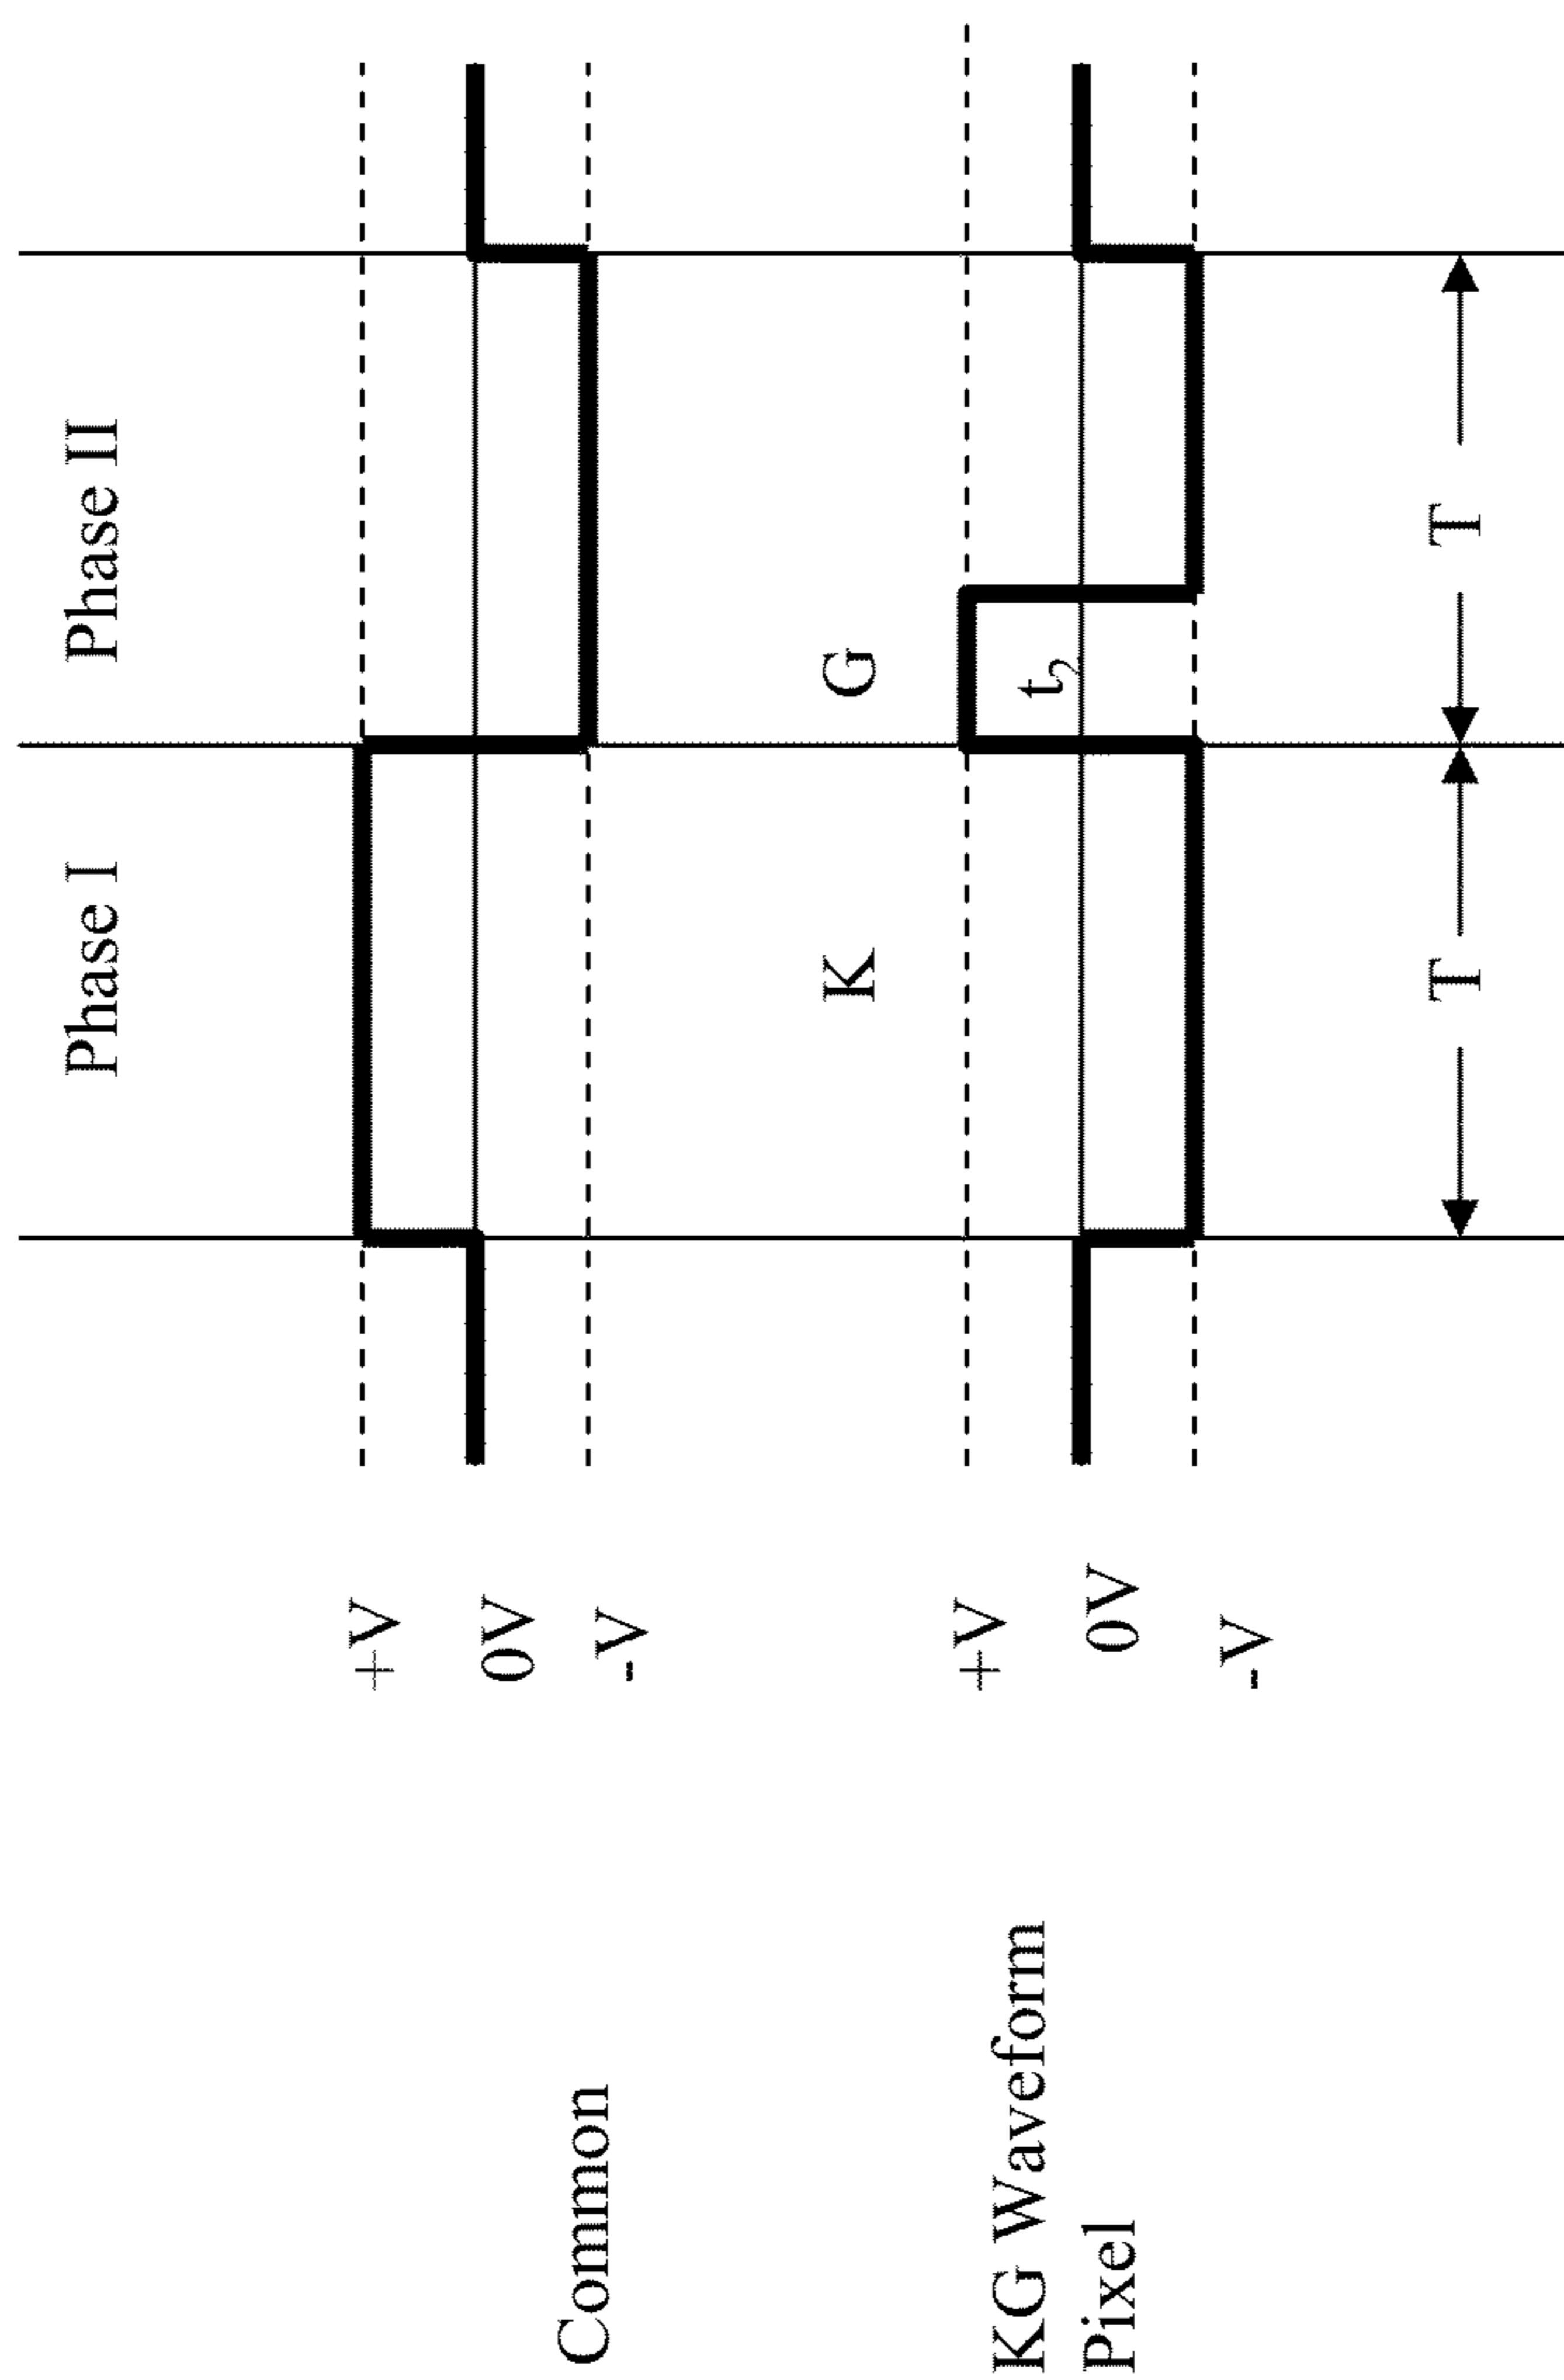 Phase I
Phase II
+V
0V
-V
Common
K
G
+V
t2
0V
-V
KG Waveform
Pixel
T
T